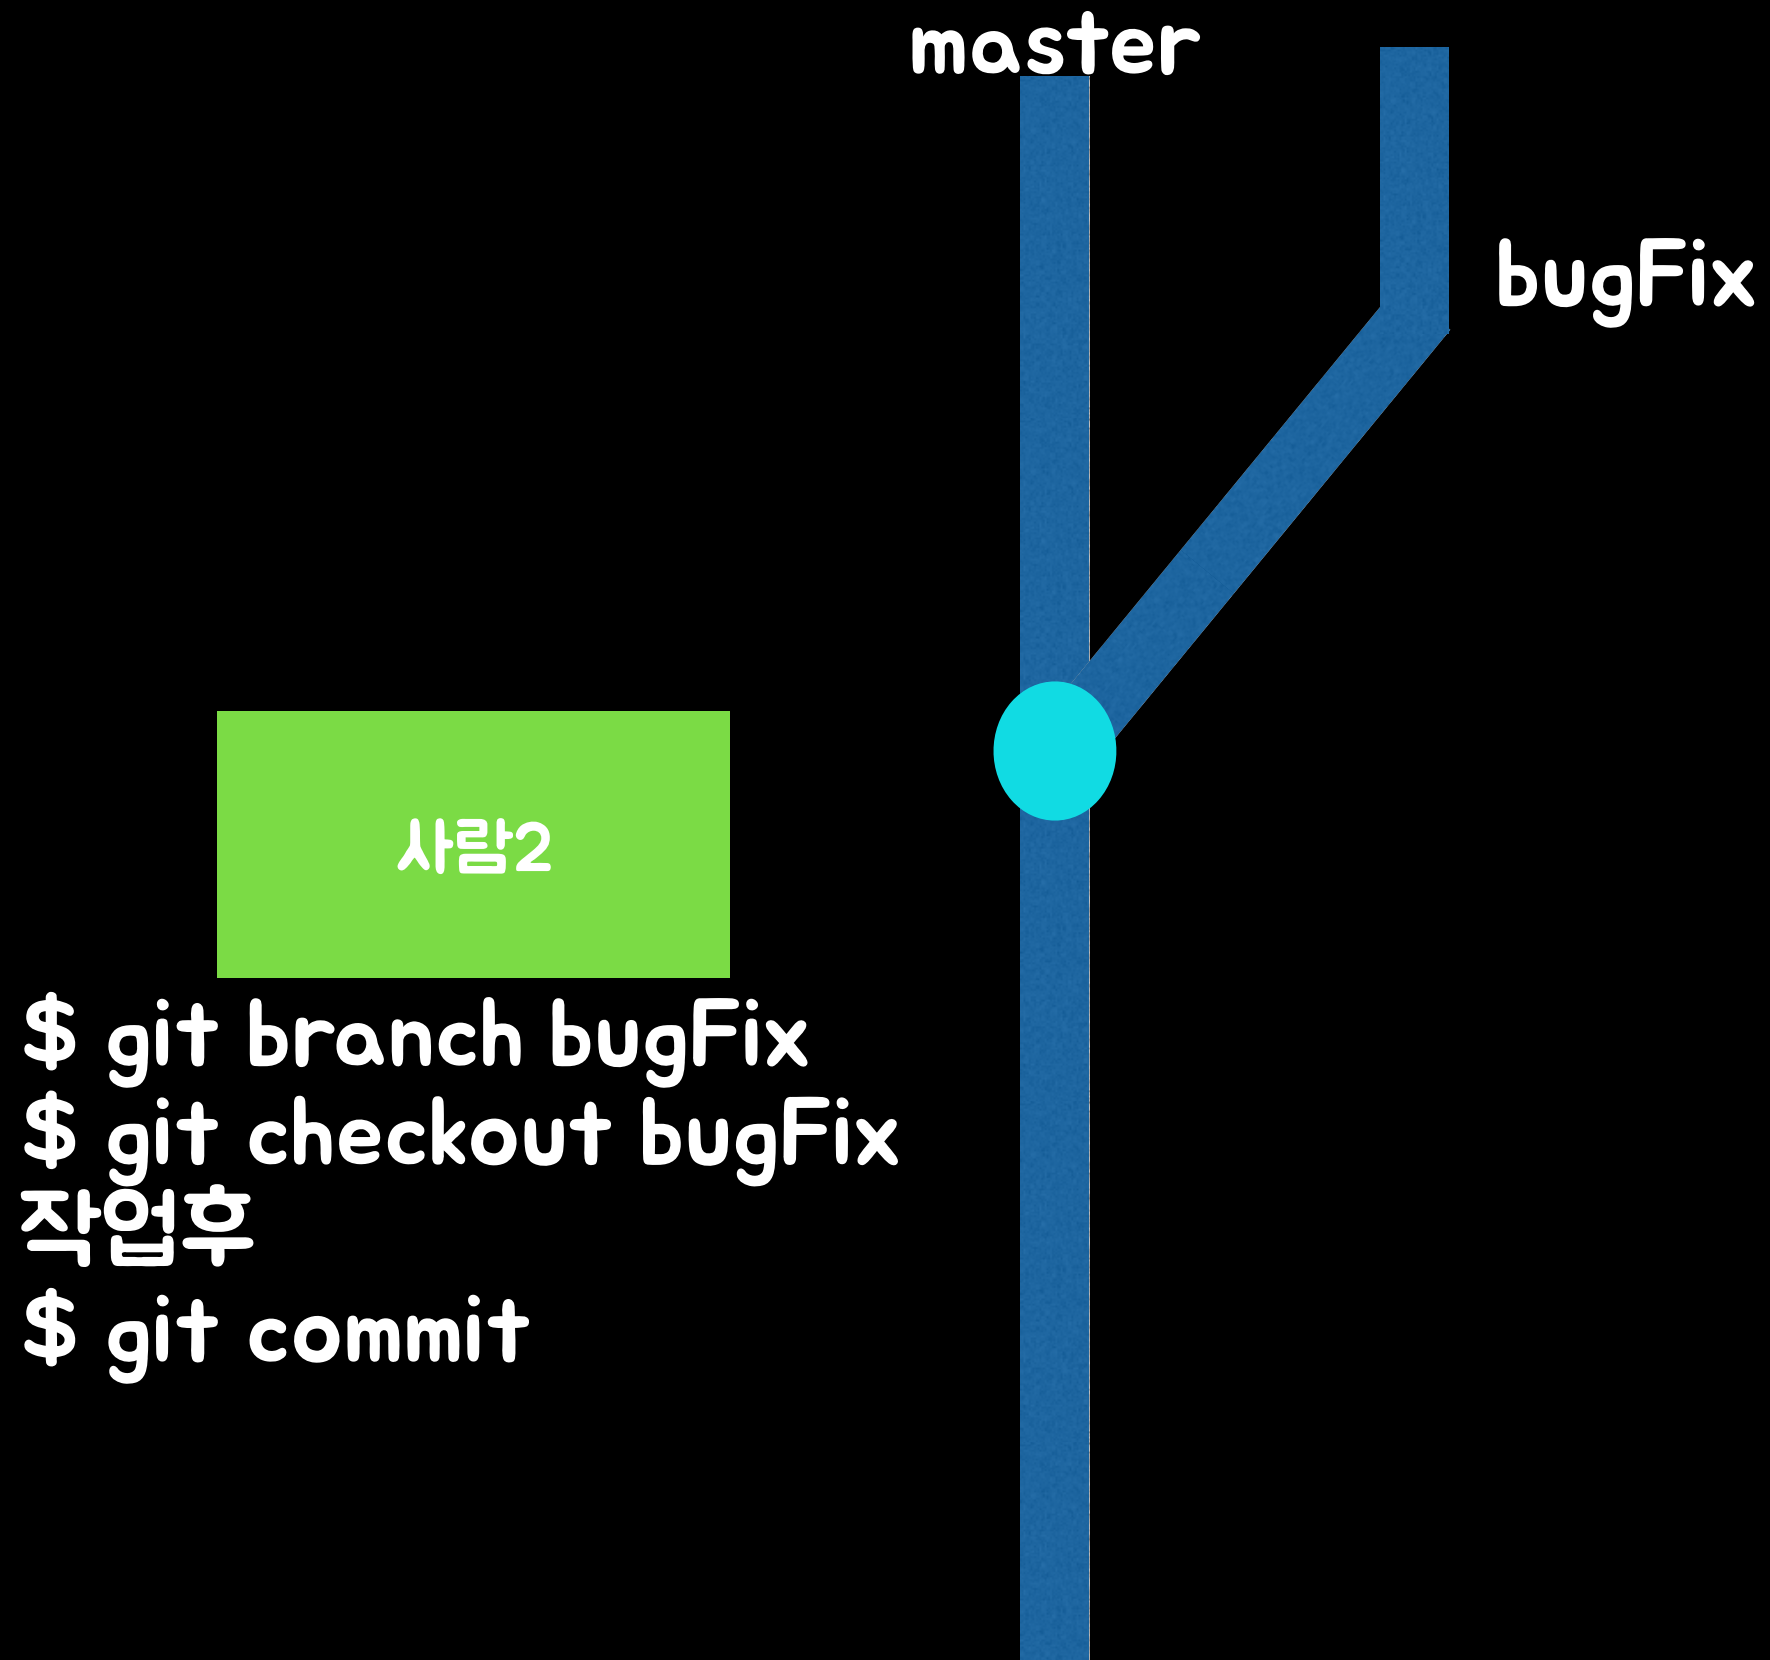 master
bugFix
사람2
$ git branch bugFix
$ git checkout bugFix
작업후
$ git commit